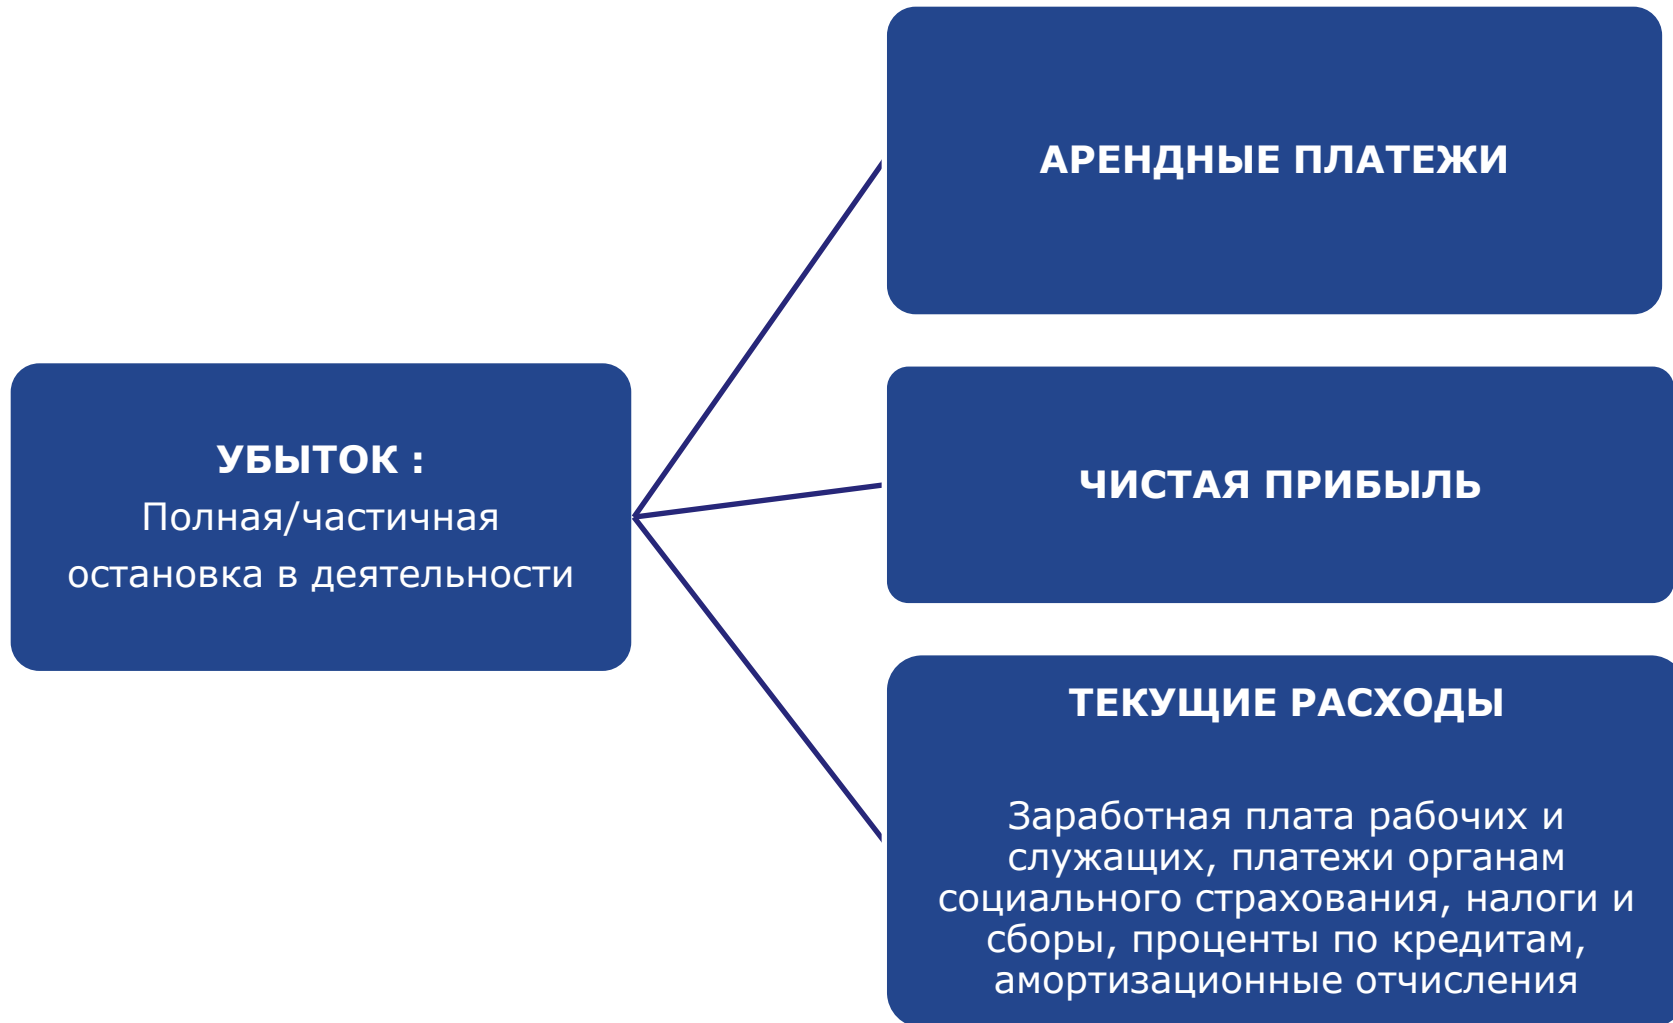 АРЕНДНЫЕ ПЛАТЕЖИ
УБЫТОК :
Полная/частичная
остановка в деятельности
ЧИСТАЯ ПРИБЫЛЬ
ТЕКУЩИЕ РАСХОДЫ
Заработная плата рабочих и
служащих, платежи органам
социального страхования, налоги и
сборы, проценты по кредитам,
амортизационные отчисления